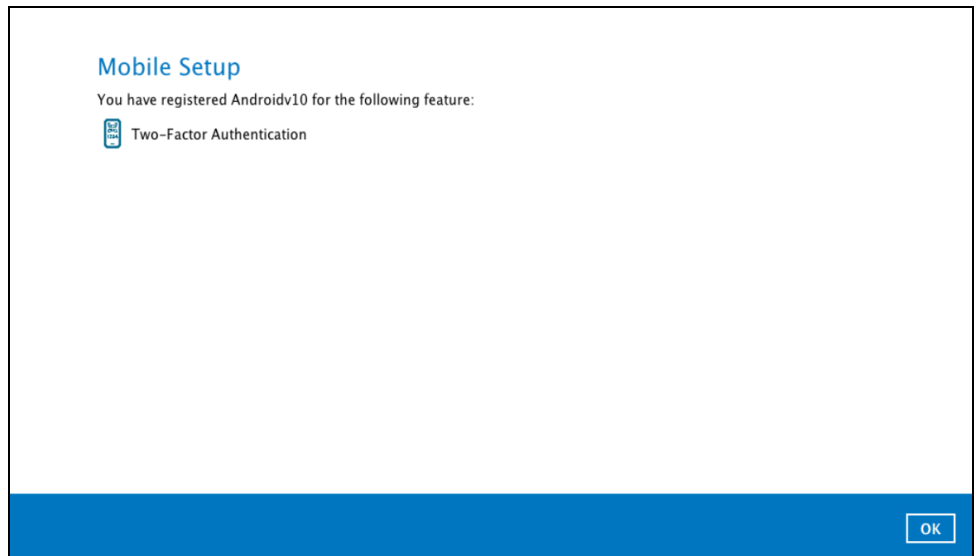 Mobile Setup
You have registered Androidv10 for the following feature:
Two-Factor Authentication
OK